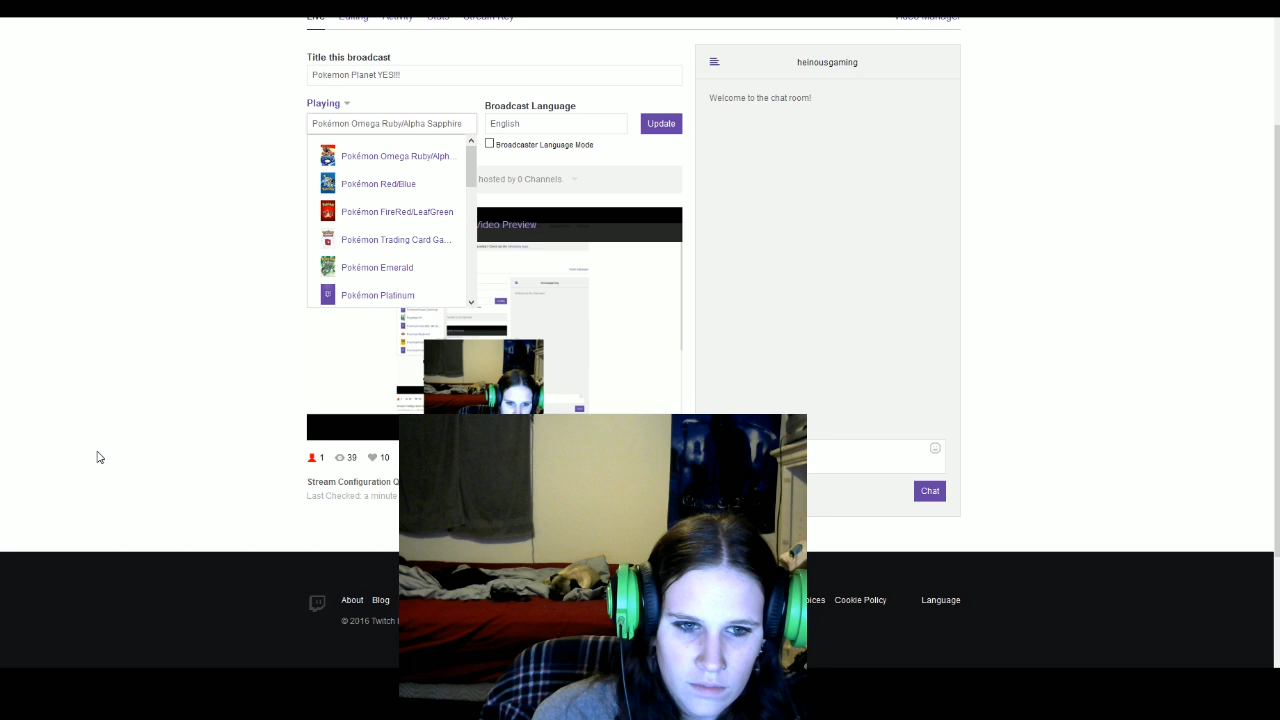 Live Editing Activity Stats Stream Key Video Manager
Title this broadcast
Pokemon Planet YES!!!
Playing
Pokémon Omega Ruby/Alpha Sapphire
Pokémon Omega Ruby/Alph...
Pokémon Red/Blue
Pokémon FireRed/LeafGreen
Pokémon Trading Card Ga...
Pokémon Emerald
Pokémon Platinum
Broadcast Language
English
Update
Broadcaster Language Mode
hosted by 0 Channels.
Video Preview
1 39 10
Stream Configuration Q
Last Checked: a minute
heinousgaming
Welcome to the chat room!
Chat
About Blog
oices Cookie Policy Language
© 2016 Twitch